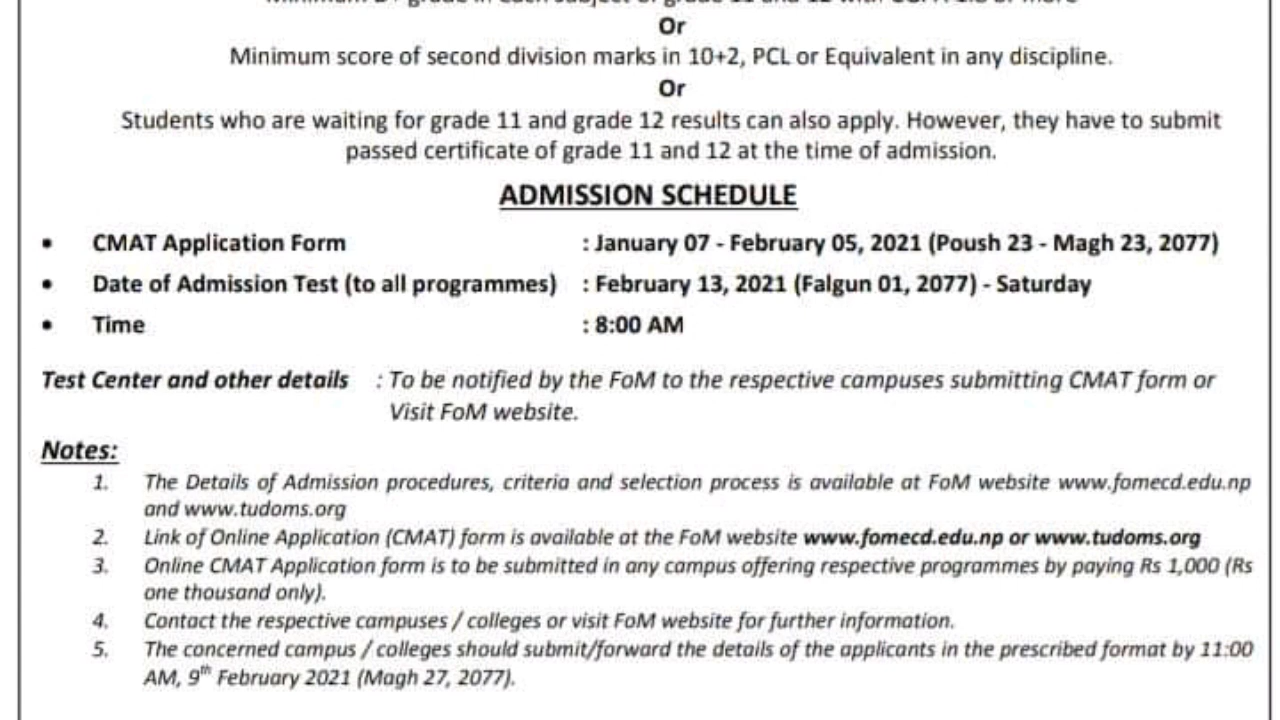 Or
Minimum score of second division marks in 10+2, PCL or Equivalent in any discipline.
Or
Students who are waiting for grade 11 and grade 12 results can also apply. However, they have to submit
passed certificate of grade 11 and 12 at the time of admission.
ADMISSION SCHEDULE
• CMAT Application Form : January 07 - February 05, 2021 (Poush 23 - Magh 23, 2077)
• Date of Admission Test (to all programmes) : February 13, 2021 (Falgun 01, 2077) - Saturday
• Time : 8:00 AM
Test Center and other details : To be notified by the FoM to the respective campuses submitting CMAT form or
Visit FoM website.
Notes:
1. The Details of Admission procedures, criteria and selection process is available at FoM website www.fomecd.edu.np
and www.tudoms.org
2. Link of Online Application (CMAT) form is available at the FoM website www.fomecd.edu.np or www.tudoms.org
3. Online CMAT Application form is to be submitted in any campus offering respective programmes by paying Rs 1,000 (Rs
one thousand only).
4. Contact the respective campuses / colleges or visit FoM website for further information.
5. The concerned campus / colleges should submit/forward the details of the applicants in the prescribed format by 11:00
AM, 9th February 2021 (Magh 27, 2077).